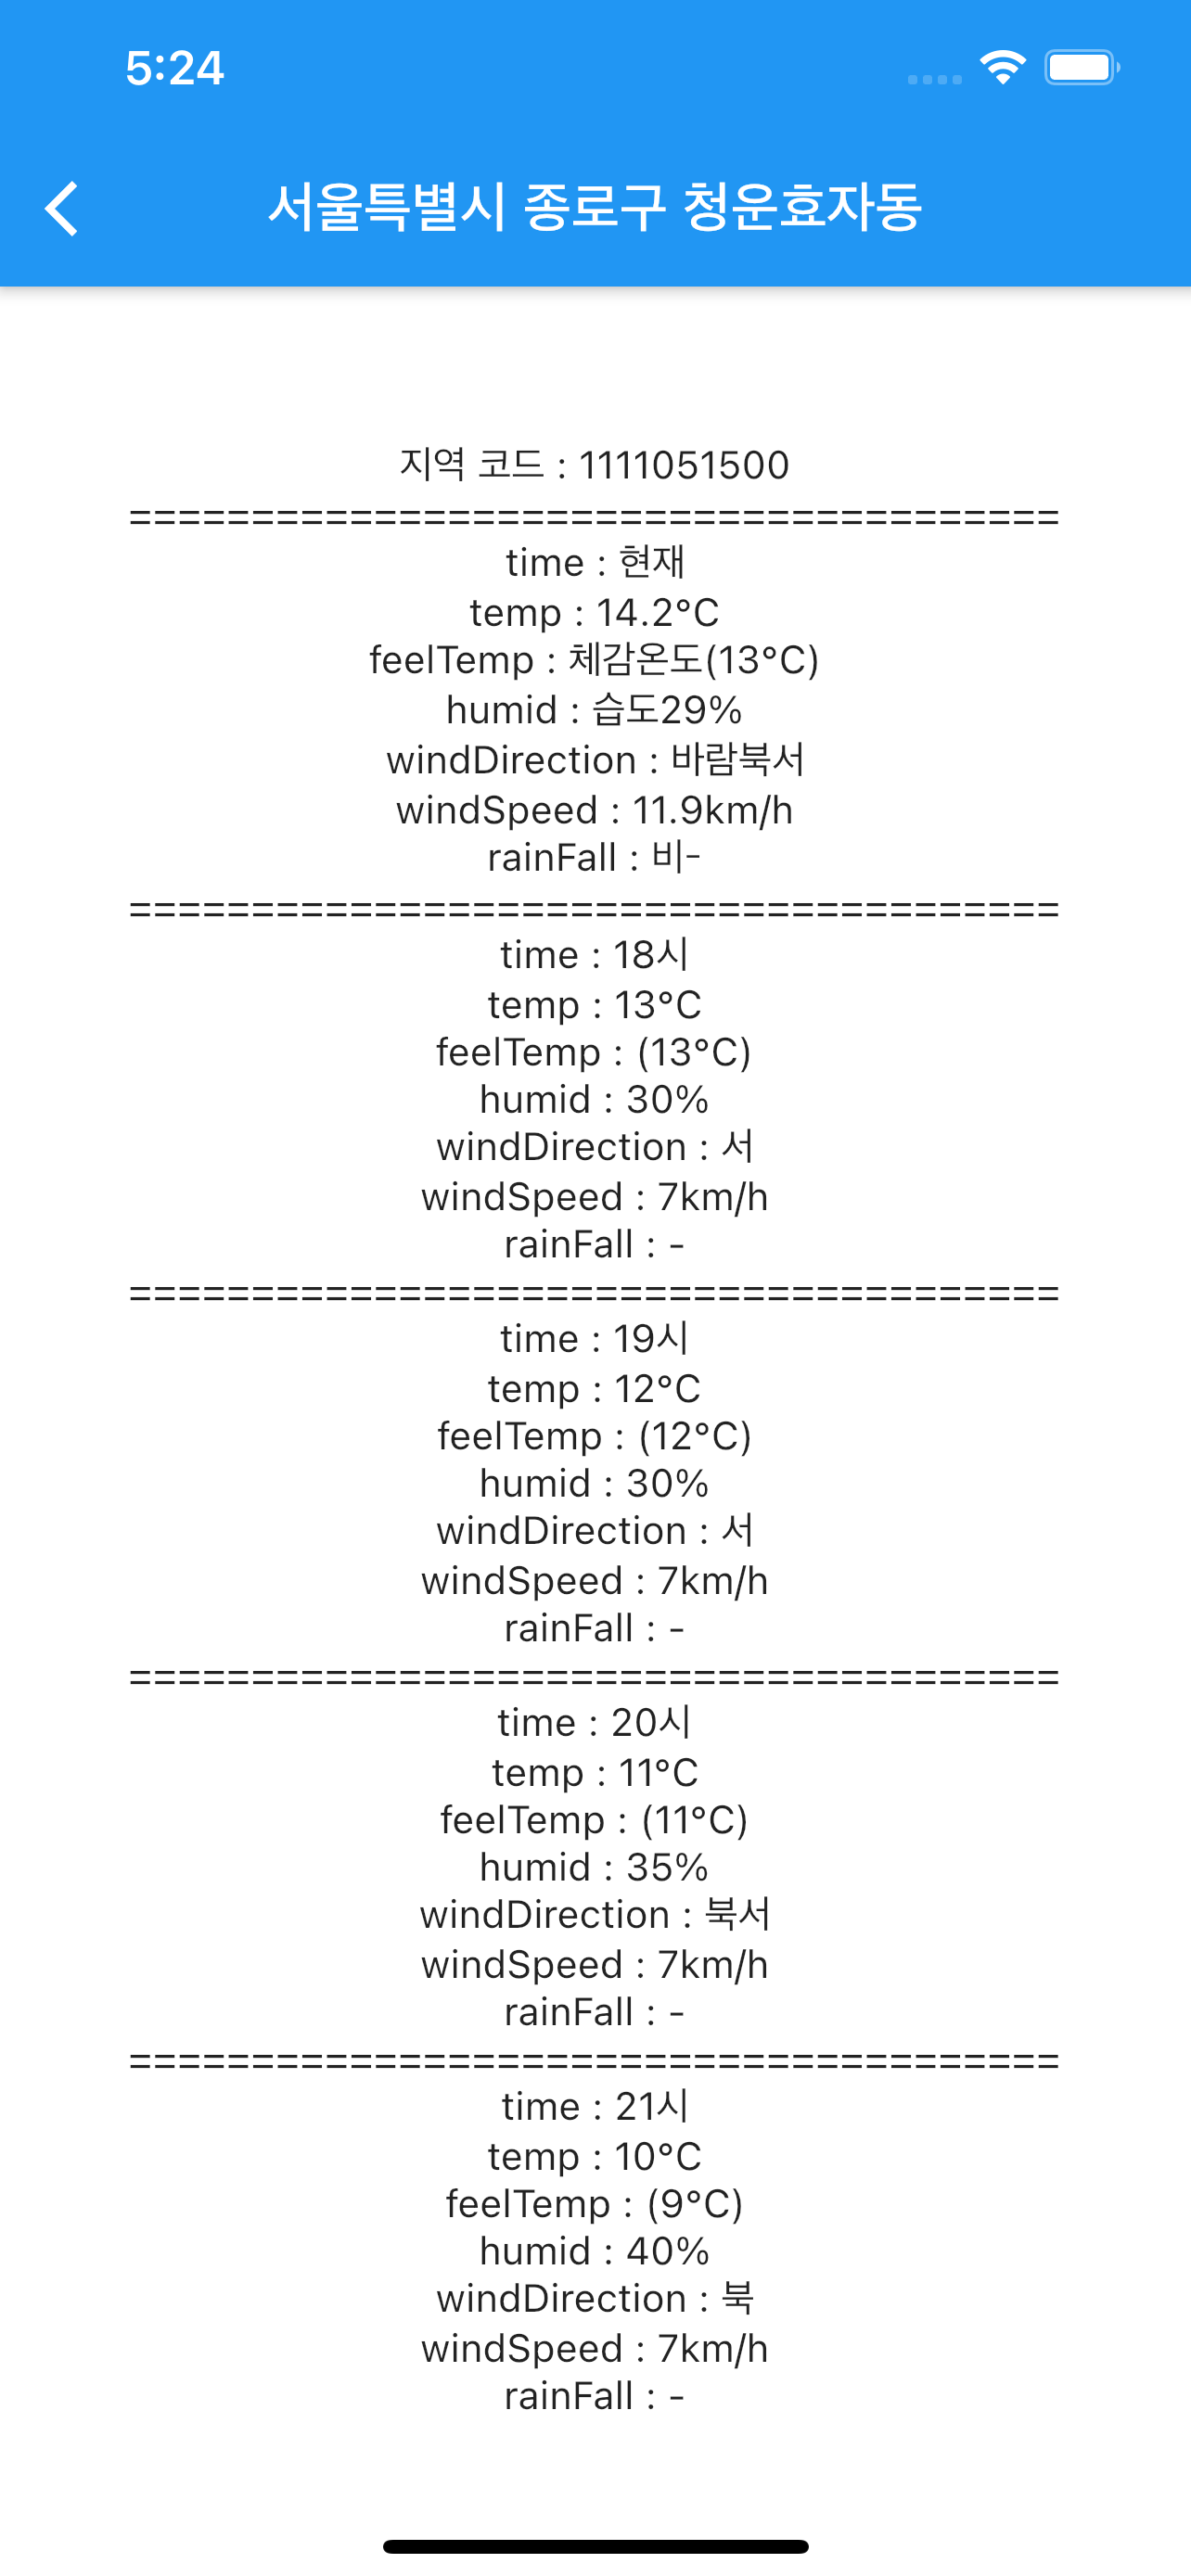 5:24
서울특별시 종로구 청운효자동
지역 코드 : 1111051500
======================================
time : 현재
temp : 14.2°C
feelTemp : 체감온도(13°C)
humid : 습도29%
windDirection : 바람북서
windSpeed : 11.9km/h
rainFall : 비-
======================================
time : 18시
temp : 13°C
feelTemp : (13°C)
humid : 30%
windDirection : 서
windSpeed : 7km/h
rainFall : -
======================================
time : 19시
temp : 12°C
feelTemp : (12°C)
humid : 30%
windDirection : 서
windSpeed : 7km/h
rainFall : -
======================================
time : 20시
temp : 11°C
feelTemp : (11°C)
humid : 35%
windDirection : 북서
windSpeed : 7km/h
rainFall : -
======================================
time : 21시
temp : 10°C
feelTemp : (9°C)
humid : 40%
windDirection : 북
windSpeed : 7km/h
rainFall : -